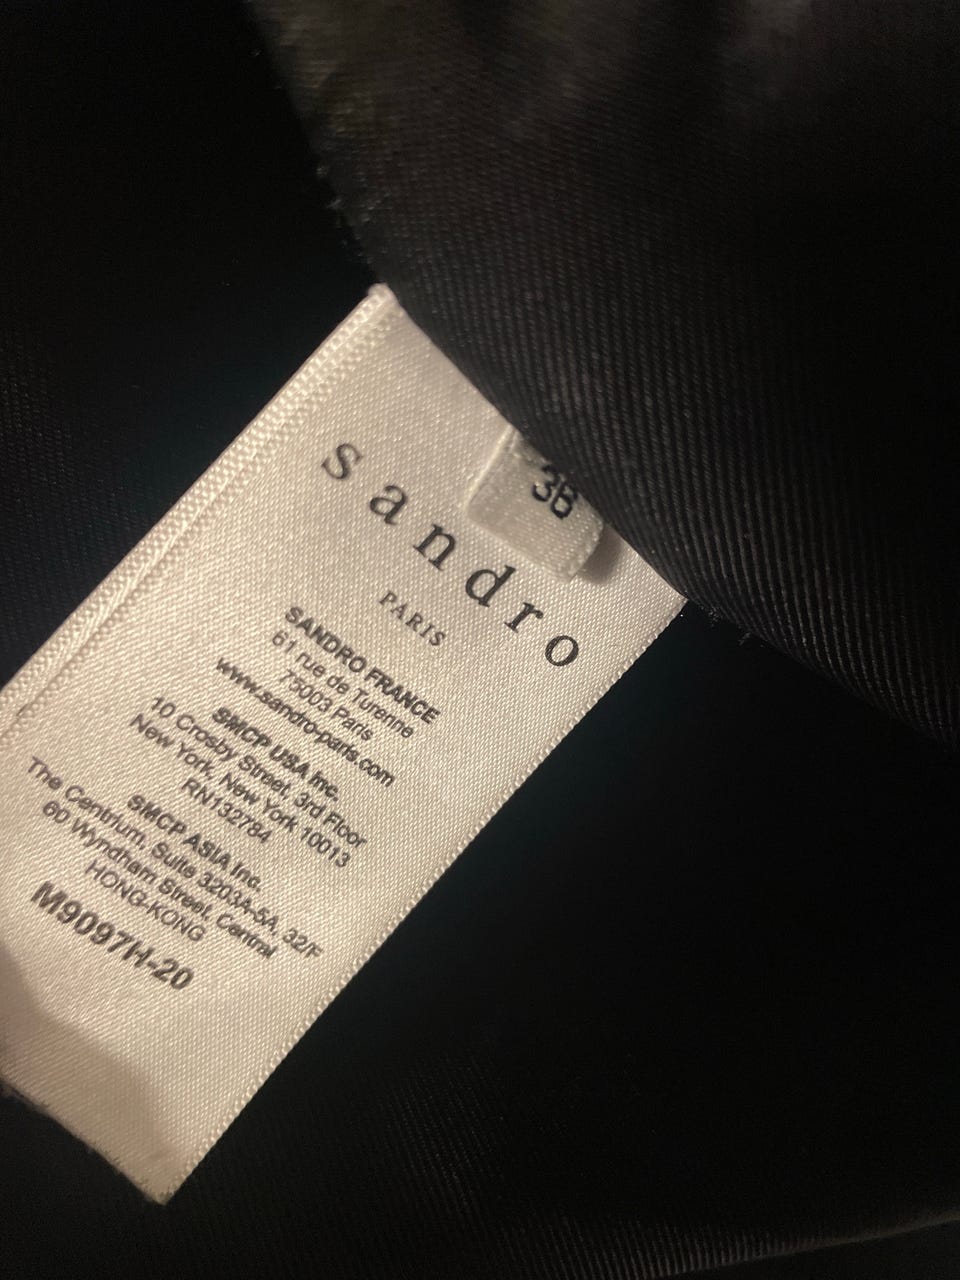 sandro
PARIS
SANDRO FRANCE
61 rue de Turenne
75003 Paris
www.sandro-paris.com
SMCP USA Inc.
10 Crosby Street, 3rd Floor
New York, New York 10013
RN132784
SMCP ASIA Inc.
The Centrium, Suite 3203A-5A, 32/F
60 Wyndham Street, Central
HONG-KONG
M9097H-20